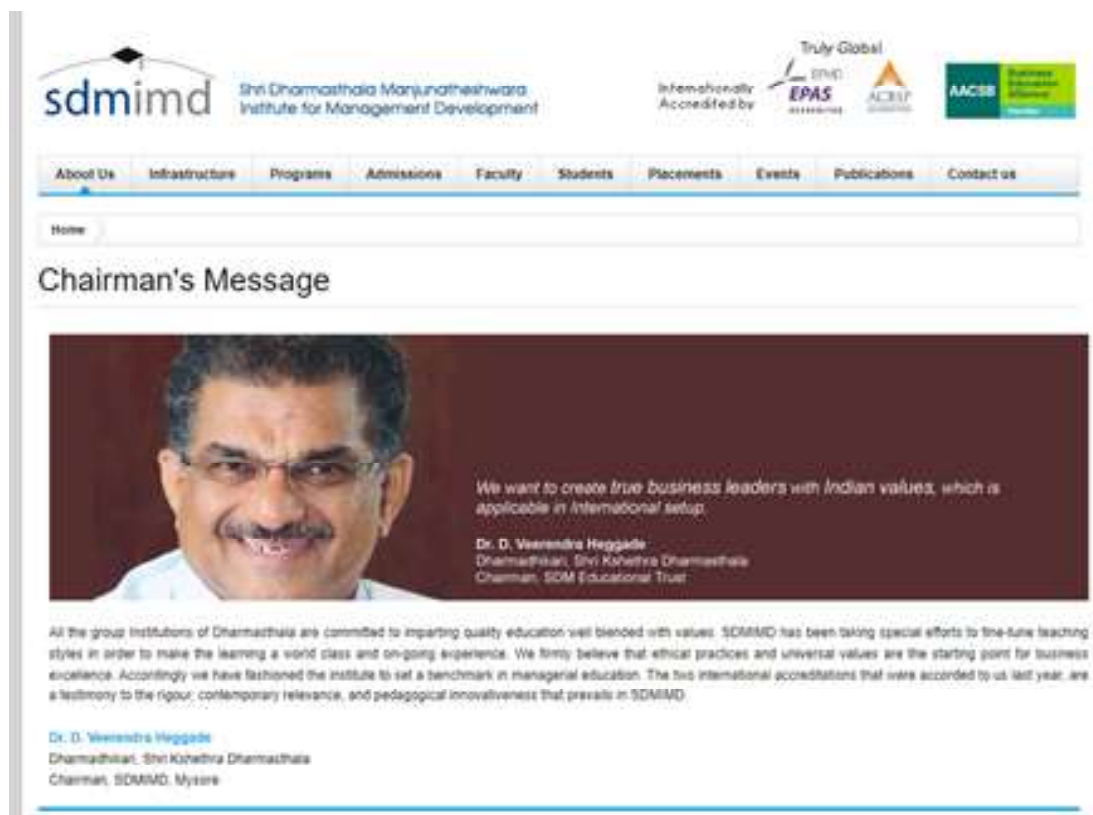 Truly Global
sdmimd
Shri Dharmasthala Manjunatheshwara
Institute for Management Development
Internationally
Accredited by
EFMD
EPAS
ACCREDITED
ACBSP
AACSB
Business
Education
Alliance
Member
About Us Infrastructure Programs Admissions Faculty Students Placements Events Publications Contact us
Home
Chairman's Message
We want to create true business leaders with Indian values, which is
applicable in International setup.
Dr. D. Veerendra Heggade
Dharmadhikari, Shri Kshethra Dharmasthala
Chairman, SDM Educational Trust
All the group Institutions of Dharmasthala are committed to imparting quality education well blended with values. SDMIMD has been taking special efforts to fine-tune teaching
styles in order to make the learning a world class and on-going experience. We firmly believe that ethical practices and universal values are the starting point for business
excellence. Accordingly we have fashioned the institute to set a benchmark in managerial education. The two international accreditations that were accorded to us last year, are
a testimony to the rigour, contemporary relevance, and pedagogical innovativeness that prevails in SDMIMD.
Dr. D. Veerendra Heggade
Dharmadhikari, Shri Kshethra Dharmasthala
Chairman, SDMIMD, Mysore